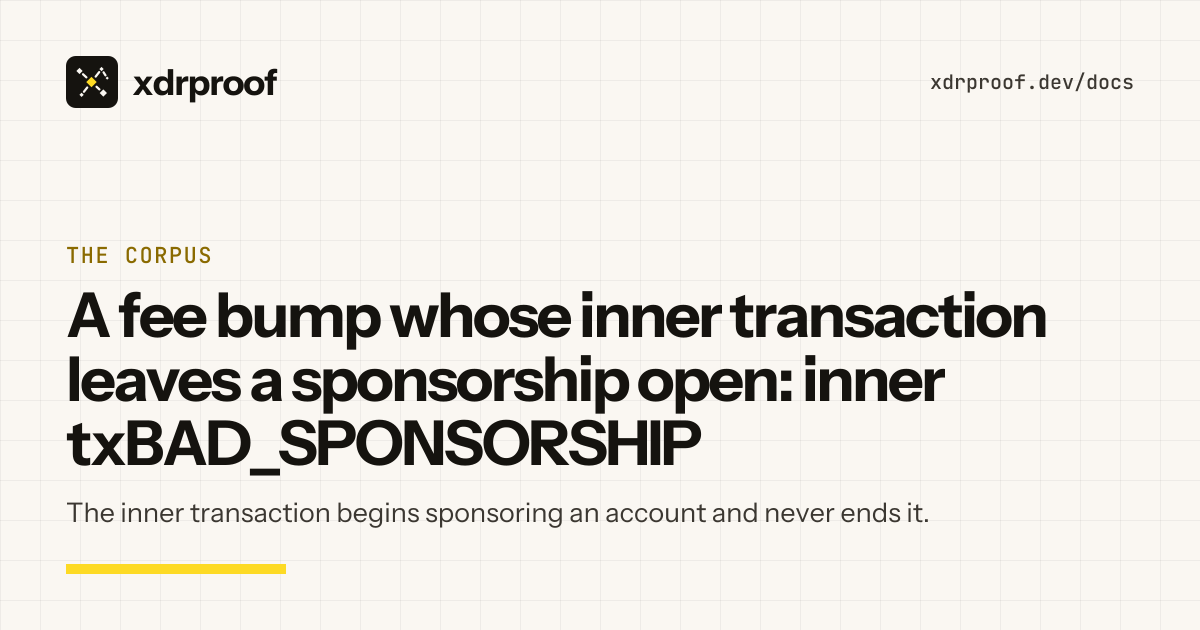 xdrproof
xdrproof.dev/docs
THE CORPUS
A fee bump whose inner transaction
leaves a sponsorship open: inner
txBAD_SPONSORSHIP
The inner transaction begins sponsoring an account and never ends it.